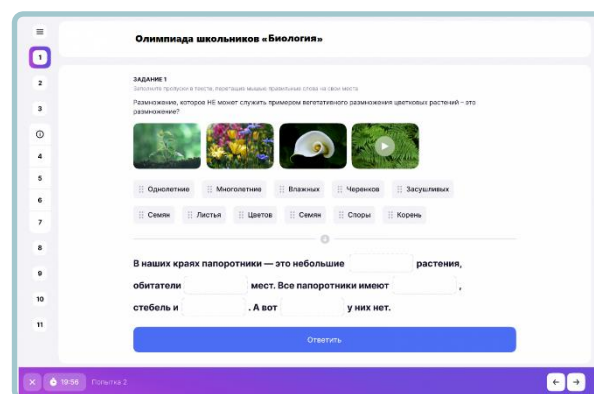 Олимпиада школьников «Биология»
1
2
3
4
5
6
7
8
9
10
11
ЗАДАНИЕ 1
Заполните пропуски в тексте, перетащив мышью правильные слова на свои места
Размножение, которое НЕ может служить примером вегетативного размножения цветковых растений – это
размножение?
Однолетние Многолетние Влажных Черенков Засушливых
Семян Листья Цветов Семян Споры Корень
В наших краях папоротники — это небольшие растения,
обитатели мест. Все папоротники имеют ,
стебель и . А вот у них нет.
Ответить
19:56 Попытка 2